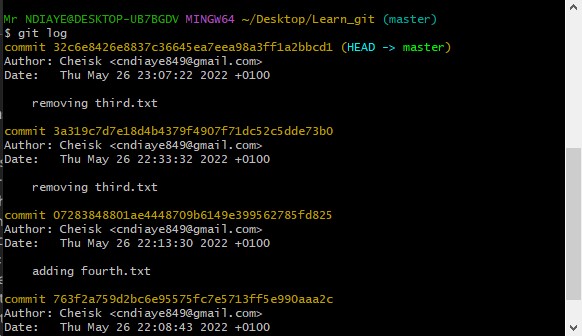 Mr NDIAYE@DESKTOP-UB7BGDV MINGW64 ~/Desktop/Learn_git (master)
$ git log
commit 32c6e8426e8837c36645ea7eea98a3ff1a2bbcd1 (HEAD -> master)
Author: Cheisk <cndiaye849@gmail.com>
Date:   Thu May 26 23:07:22 2022 +0100
    removing third.txt
commit 3a319c7d7e18d4b4379f4907f71dc52c5dde73b0
Author: Cheisk <cndiaye849@gmail.com>
Date:   Thu May 26 22:33:32 2022 +0100
    removing third.txt
commit 07283848801ae4448709b6149e399562785fd825
Author: Cheisk <cndiaye849@gmail.com>
Date:   Thu May 26 22:13:30 2022 +0100
    adding fourth.txt
commit 763f2a759d2bc6e95575fc7e5713ff5e990aaa2c
Author: Cheisk <cndiaye849@gmail.com>
Date:   Thu May 26 22:08:43 2022 +0100